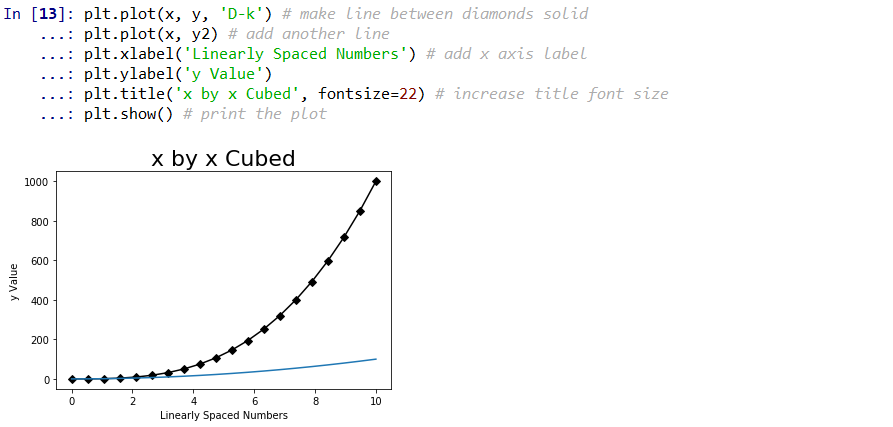 In [13]: plt.plot(x, y, 'D-k') # make line between diamonds solid
...: plt.plot(x, y2) # add another line
...: plt.xlabel('Linearly Spaced Numbers') # add x axis label
...: plt.ylabel('y Value')
...: plt.title('x by x Cubed', fontsize=22) # increase title font size
...: plt.show() # print the plot
x by x Cubed
1000
800
600
400
200
0
y Value
0 2 4 6 8 10
Linearly Spaced Numbers